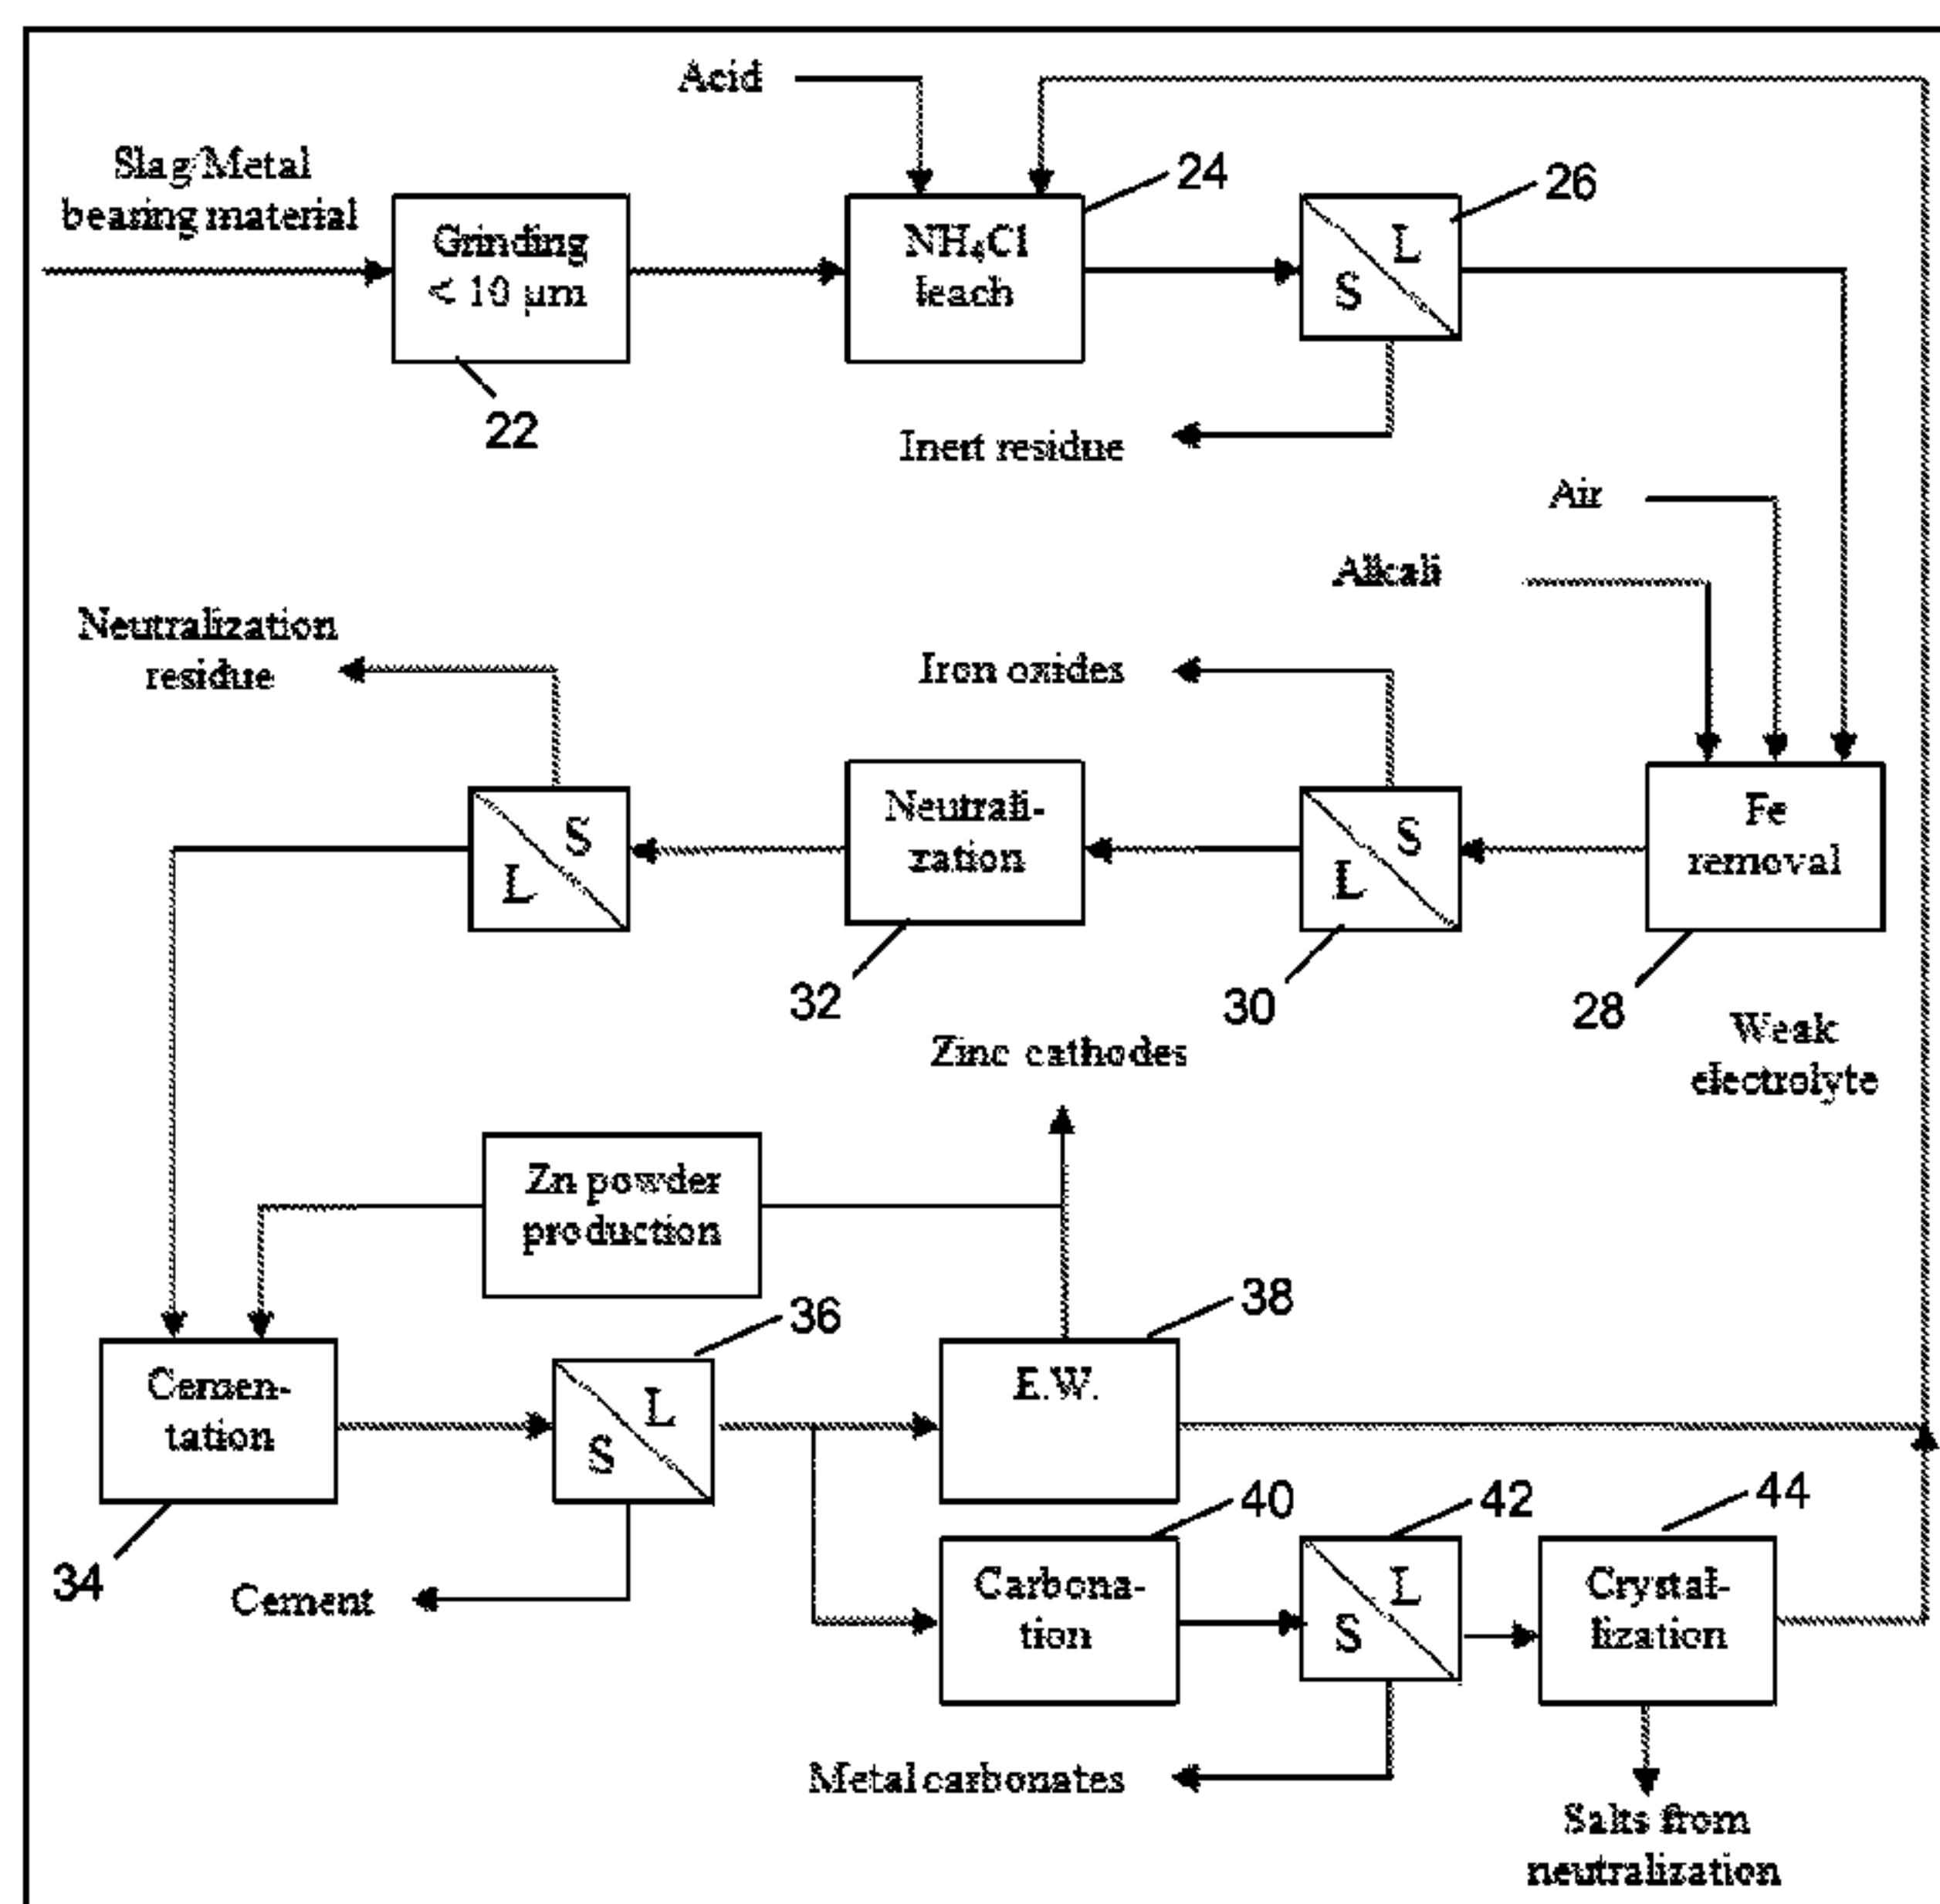 Acid
Slag/Metal
bearing material
Grinding
< 10 µm
22
NH₄Cl
leach
24
L
S
26
Inert residue
Air
Alkali
Neutralization
residue
Iron oxides
S
L
Neutrali-
zation
32
S
L
30
Fe
removal
28
Weak
electrolyte
Zinc cathodes
Zn powder
production
Cemen-
tation
34
L
S
36
E.W.
38
Cement
Carbona-
tion
40
L
S
42
Crystal-
lization
44
Metal carbonates
Salts from
neutralization